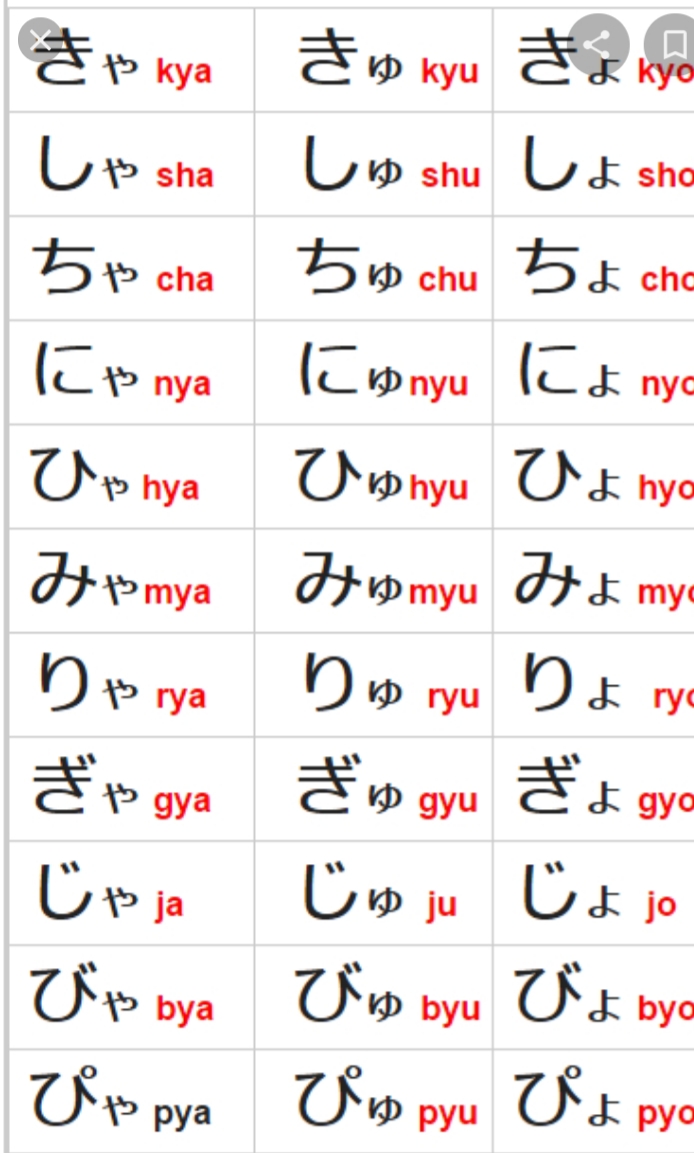 きゃ kya きゅ kyu きょ kyo
しゃ sha しゅ shu しょ sho
ちゃ cha ちゅ chu ちょ cho
にゃ nya にゅ nyu にょ nyo
ひゃ hya ひゅ hyu ひょ hyo
みゃ mya みゅ myu みょ myo
りゃ rya りゅ ryu りょ ryo
ぎゃ gya ぎゅ gyu ぎょ gyo
じゃ ja じゅ ju じょ jo
びゃ bya びゅ byu びょ byo
ぴゃ pya ぴゅ pyu ぴょ pyo